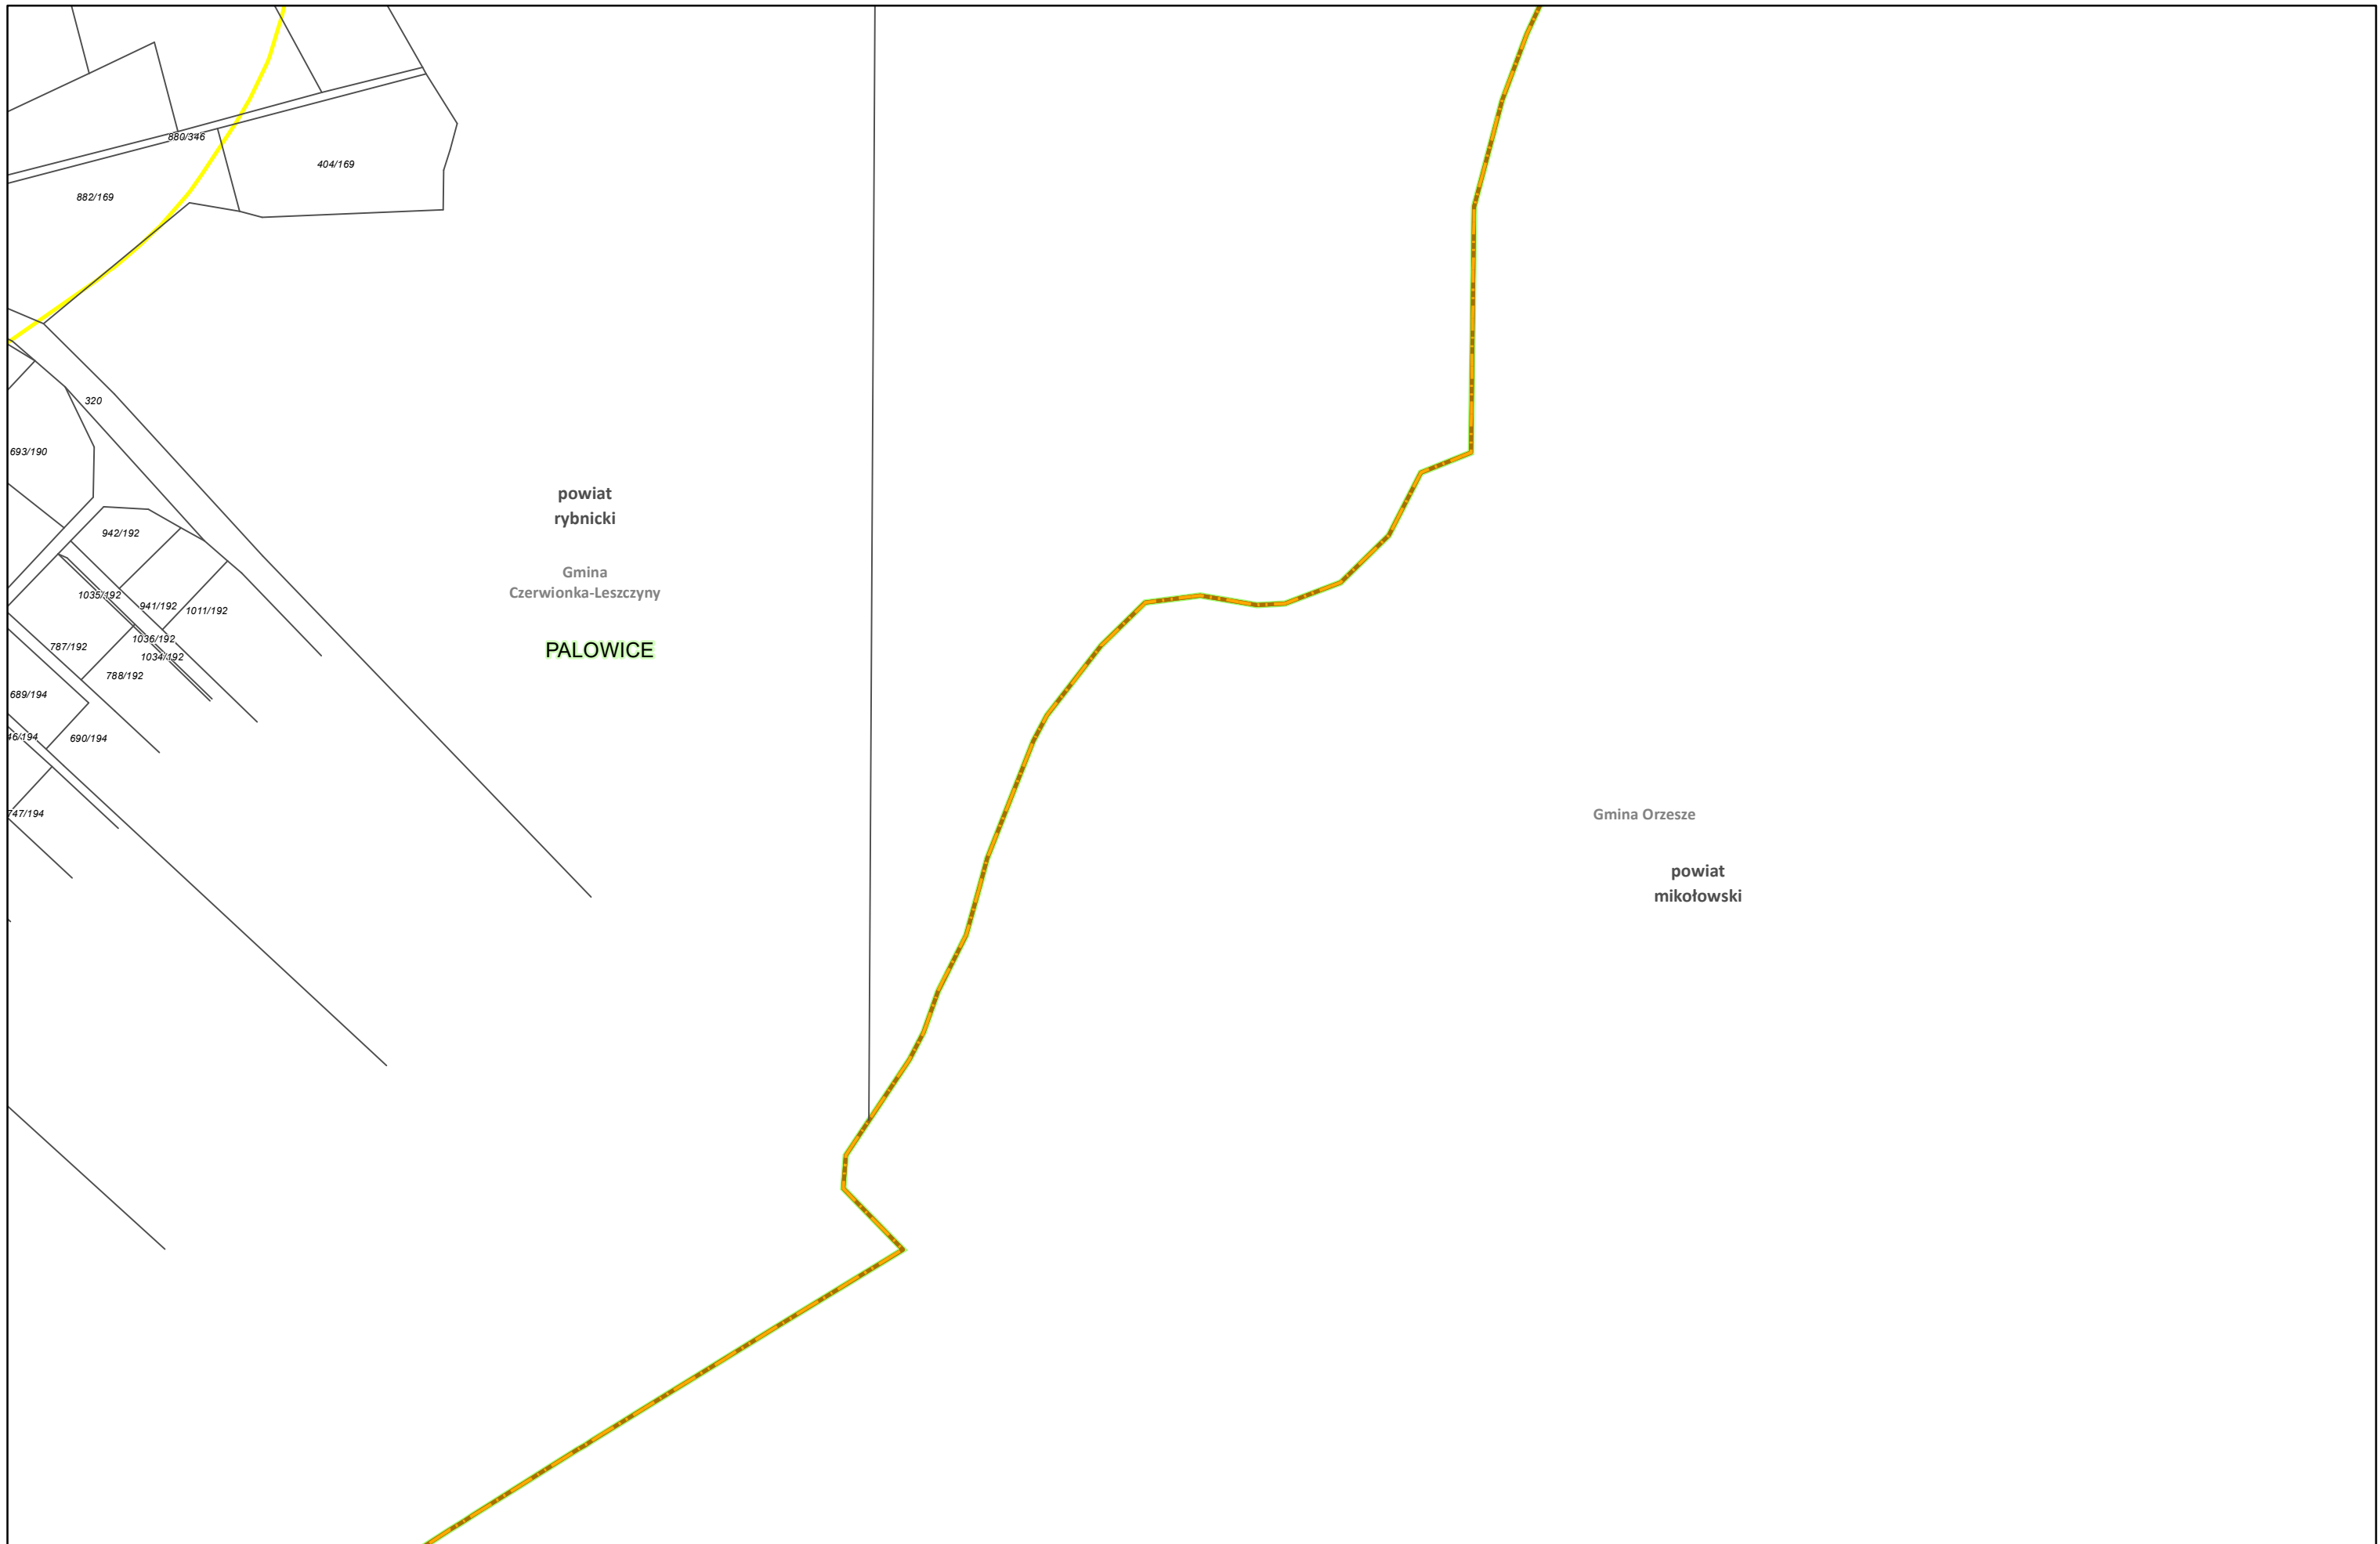 880/346
404/169
882/169
320
693/190
powiat
rybnicki
942/192
Gmina
Czerwionka-Leszczyny
1035/192
941/192
1011/192
1036/192
787/192
PALOWICE
1034/192
788/192
689/194
46/194
690/194
747/194
Gmina Orzesze
powiat
mikołowski